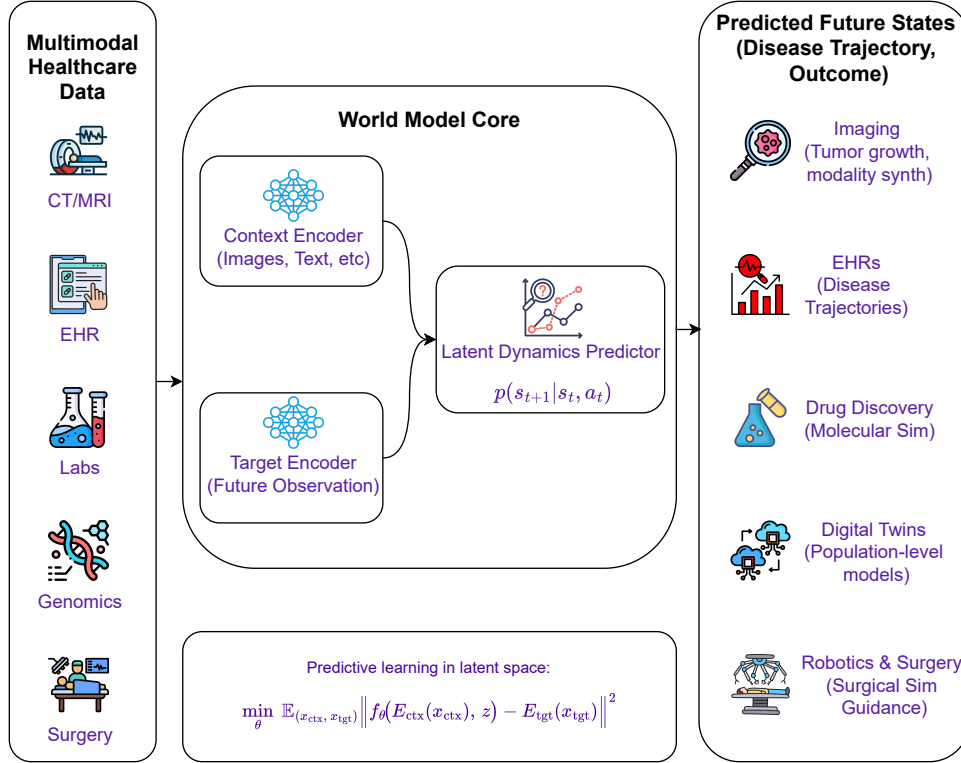 Multimodal
Healthcare
Data
CT/MRI
EHR
Labs
Genomics
Surgery
World Model Core
Context Encoder
(Images, Text, etc)
Target Encoder
(Future Observation)
Latent Dynamics Predictor
p(s_{t+1}|s_t, a_t)
Predictive learning in latent space:
min_θ 𝔼_{(x_ctx, x_tgt)} ‖f_θ(E_ctx(x_ctx), z) − E_tgt(x_tgt)‖^2
Predicted Future States
(Disease Trajectory,
Outcome)
Imaging
(Tumor growth,
modality synth)
EHRs
(Disease
Trajectories)
Drug Discovery
(Molecular Sim)
Digital Twins
(Population-level
models)
Robotics & Surgery
(Surgical Sim
Guidance)